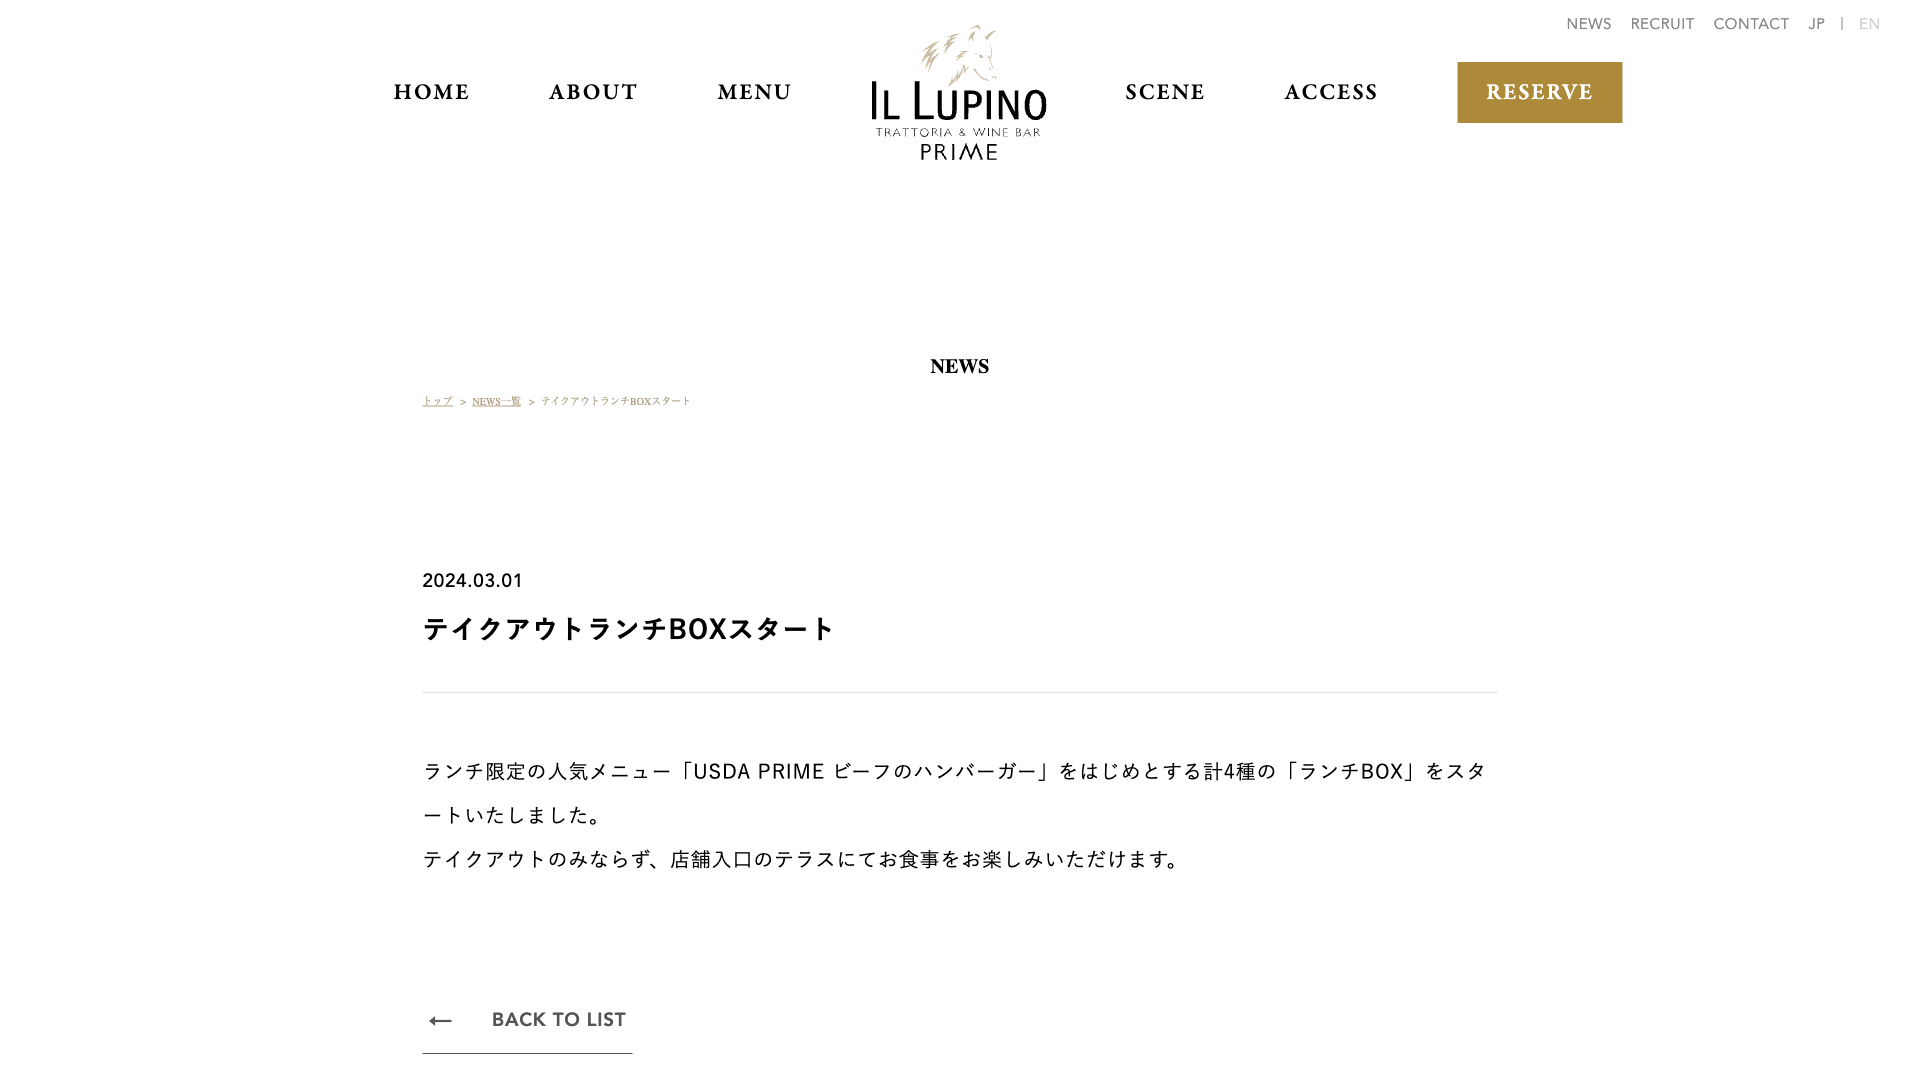 NEWS RECRUIT CONTACT JP | EN
HOME ABOUT MENU SCENE ACCESS RESERVE
IL LUPINO
TRATTORIA & WINE BAR
PRIME
NEWS
トップ > NEWS一覧 > テイクアウトランチBOXスタート
2024.03.01
テイクアウトランチBOXスタート
ランチ限定の人気メニュー「USDA PRIME ビーフのハンバーガー」をはじめとする計4種の「ランチBOX」をスタ
ートいたしました。
テイクアウトのみならず、店舗入口のテラスにてお食事をお楽しみいただけます。
← BACK TO LIST